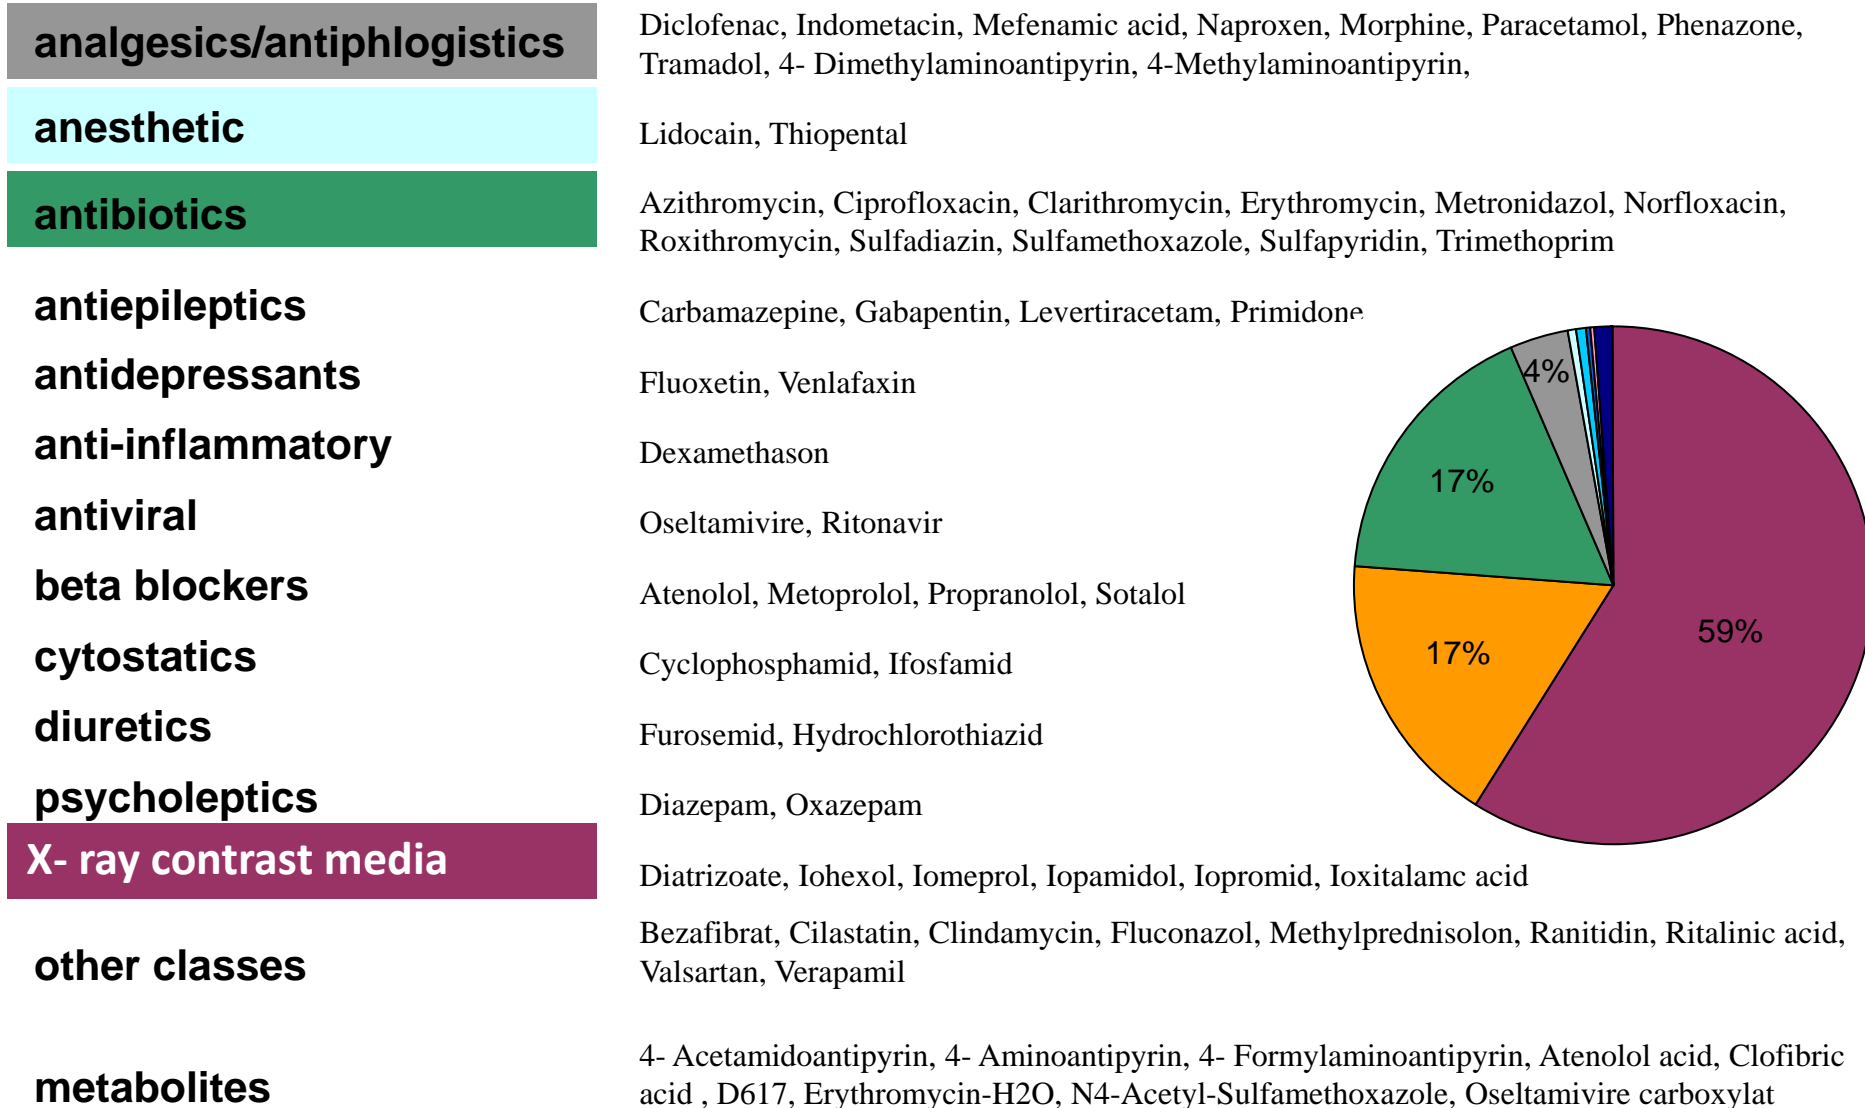 analgesics/antiphlogistics
Diclofenac, Indometacin, Mefenamic acid, Naproxen, Morphine, Paracetamol, Phenazone,
Tramadol, 4- Dimethylaminoantipyrin, 4-Methylaminoantipyrin,
anesthetic
Lidocain, Thiopental
antibiotics
Azithromycin, Ciprofloxacin, Clarithromycin, Erythromycin, Metronidazol, Norfloxacin,
Roxithromycin, Sulfadiazin, Sulfamethoxazole, Sulfapyridin, Trimethoprim
antiepileptics
Carbamazepine, Gabapentin, Levertiracetam, Primidone
antidepressants
Fluoxetin, Venlafaxin
anti-inflammatory
Dexamethason
antiviral
Oseltamivire, Ritonavir
beta blockers
Atenolol, Metoprolol, Propranolol, Sotalol
cytostatics
Cyclophosphamid, Ifosfamid
diuretics
Furosemid, Hydrochlorothiazid
psycholeptics
Diazepam, Oxazepam
4%
17%
17%
59%
X- ray contrast media
Diatrizoate, Iohexol, Iomeprol, Iopamidol, Iopromid, Ioxitalamc acid
other classes
Bezafibrat, Cilastatin, Clindamycin, Fluconazol, Methylprednisolon, Ranitidin, Ritalinic acid,
Valsartan, Verapamil
metabolites
4- Acetamidoantipyrin, 4- Aminoantipyrin, 4- Formylaminoantipyrin, Atenolol acid, Clofibric
acid , D617, Erythromycin-H2O, N4-Acetyl-Sulfamethoxazole, Oseltamivire carboxylat